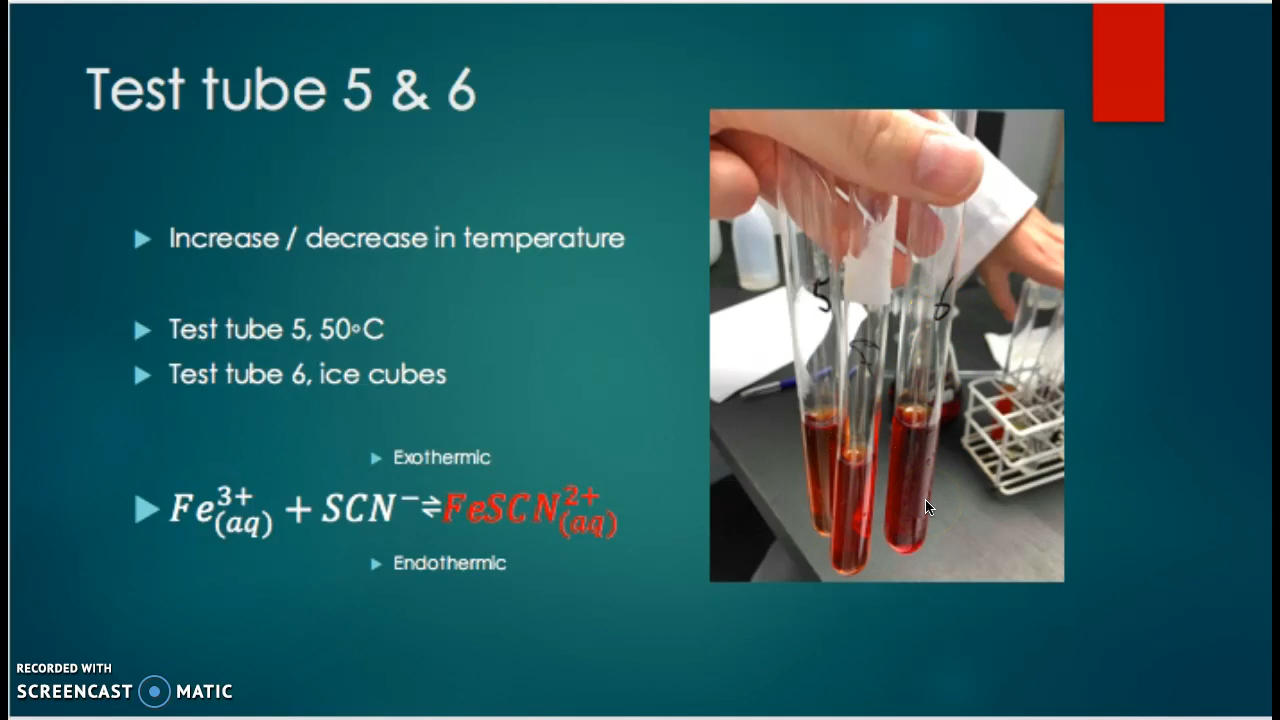 Test tube 5 & 6
Increase / decrease in temperature
Test tube 5, 50°C
Test tube 6, ice cubes
Exothermic
Fe³⁺(aq) + SCN⁻⇌FeSCN²⁺(aq)
Endothermic
5
6
RECORDED WITH
SCREENCAST MATIC